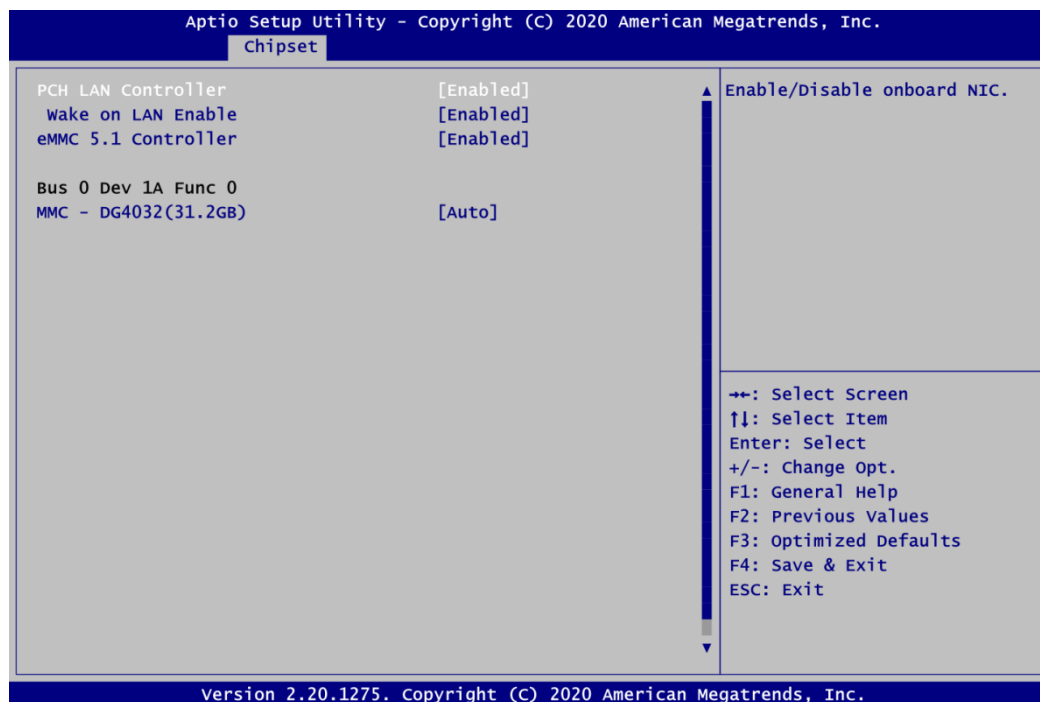 Aptio Setup Utility - Copyright (C) 2020 American Megatrends, Inc.
Chipset
PCH LAN Controller [Enabled]
Wake on LAN Enable [Enabled]
eMMC 5.1 Controller [Enabled]
Bus 0 Dev 1A Func 0
MMC - DG4032(31.2GB) [Auto]
Enable/Disable onboard NIC.
→←: Select Screen
↑↓: Select Item
Enter: Select
+/-: Change Opt.
F1: General Help
F2: Previous Values
F3: Optimized Defaults
F4: Save & Exit
ESC: Exit
Version 2.20.1275. Copyright (C) 2020 American Megatrends, Inc.